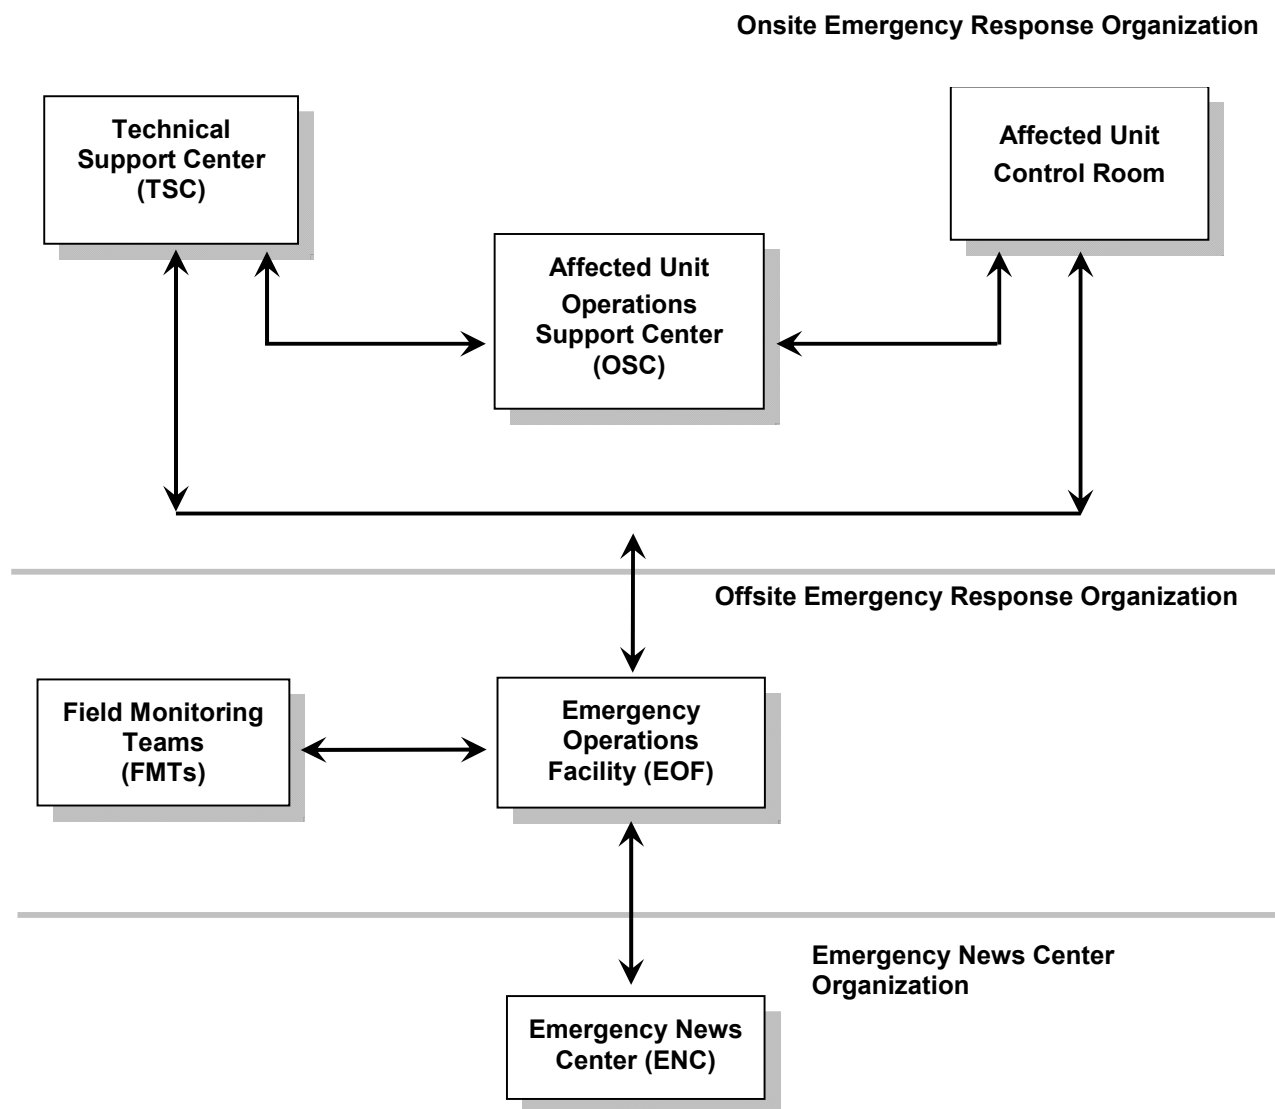 Onsite Emergency Response Organization
Technical
Support Center
(TSC)
Affected Unit
Control Room
Affected Unit
Operations
Support Center
(OSC)
Offsite Emergency Response Organization
Field Monitoring
Teams
(FMTs)
Emergency
Operations
Facility (EOF)
Emergency News Center
Organization
Emergency News
Center (ENC)